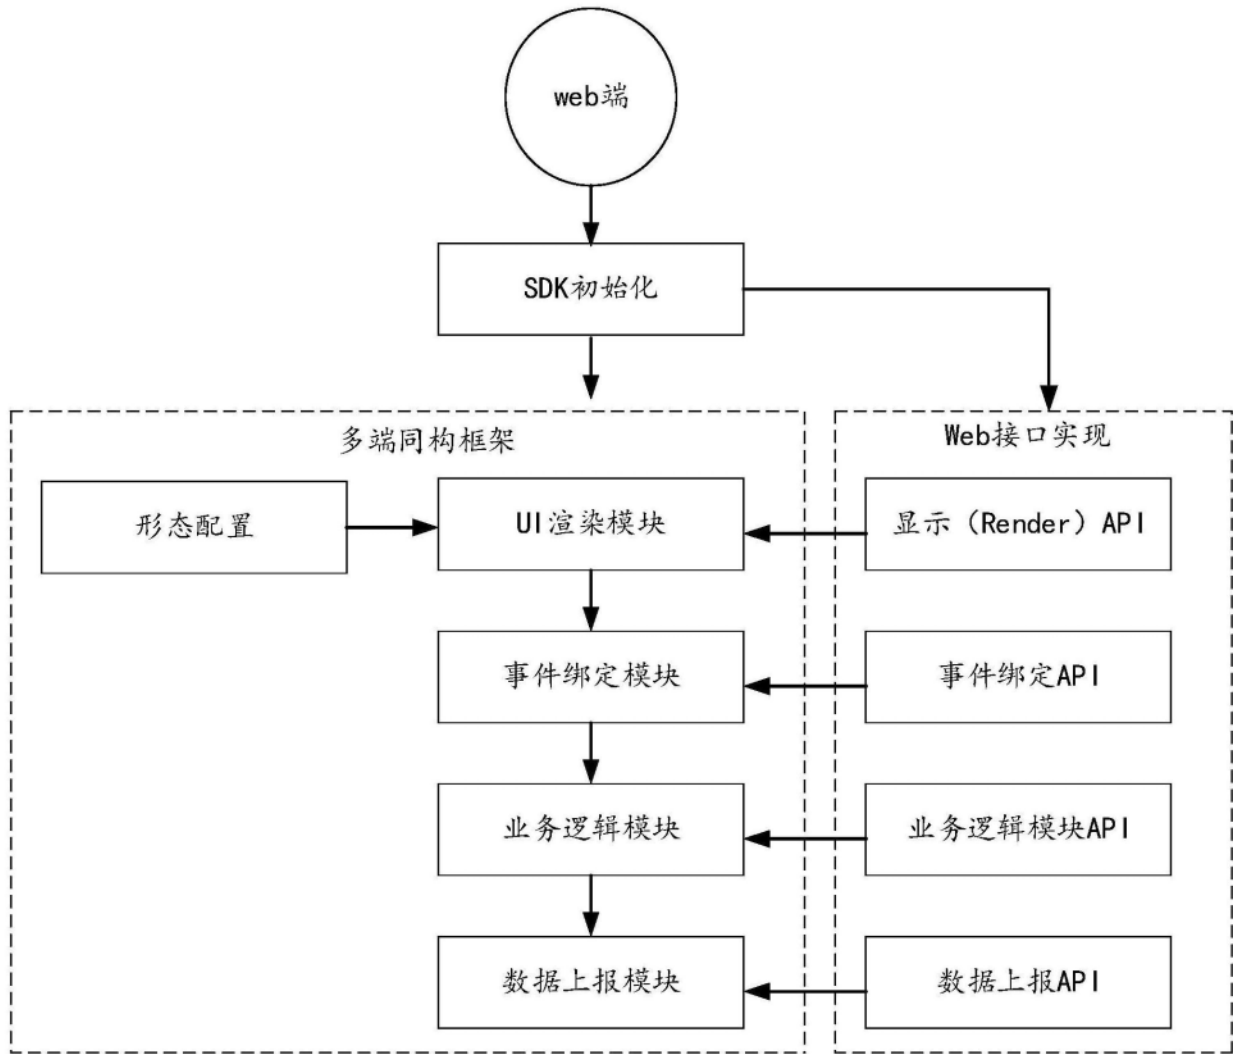 web端
SDK初始化
多端同构框架
Web接口实现
形态配置
UI渲染模块
显示（Render）API
事件绑定模块
事件绑定API
业务逻辑模块
业务逻辑模块API
数据上报模块
数据上报API